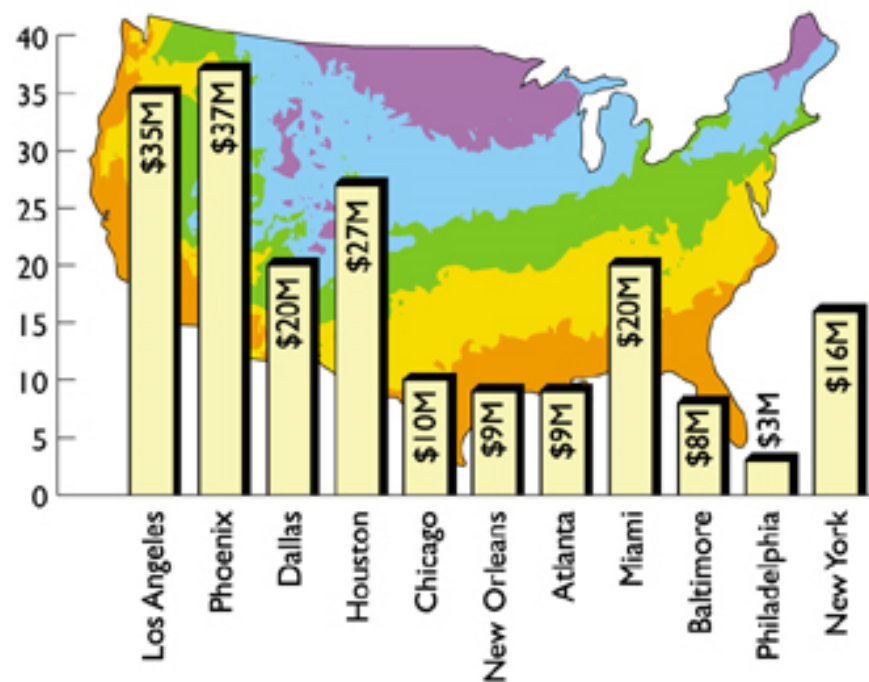 40
35
30
25
20
15
10
5
0
$35M
$37M
$20M
$27M
$10M
$9M
$9M
$20M
$8M
$3M
$16M
Los Angeles
Phoenix
Dallas
Houston
Chicago
New Orleans
Atlanta
Miami
Baltimore
Philadelphia
New York